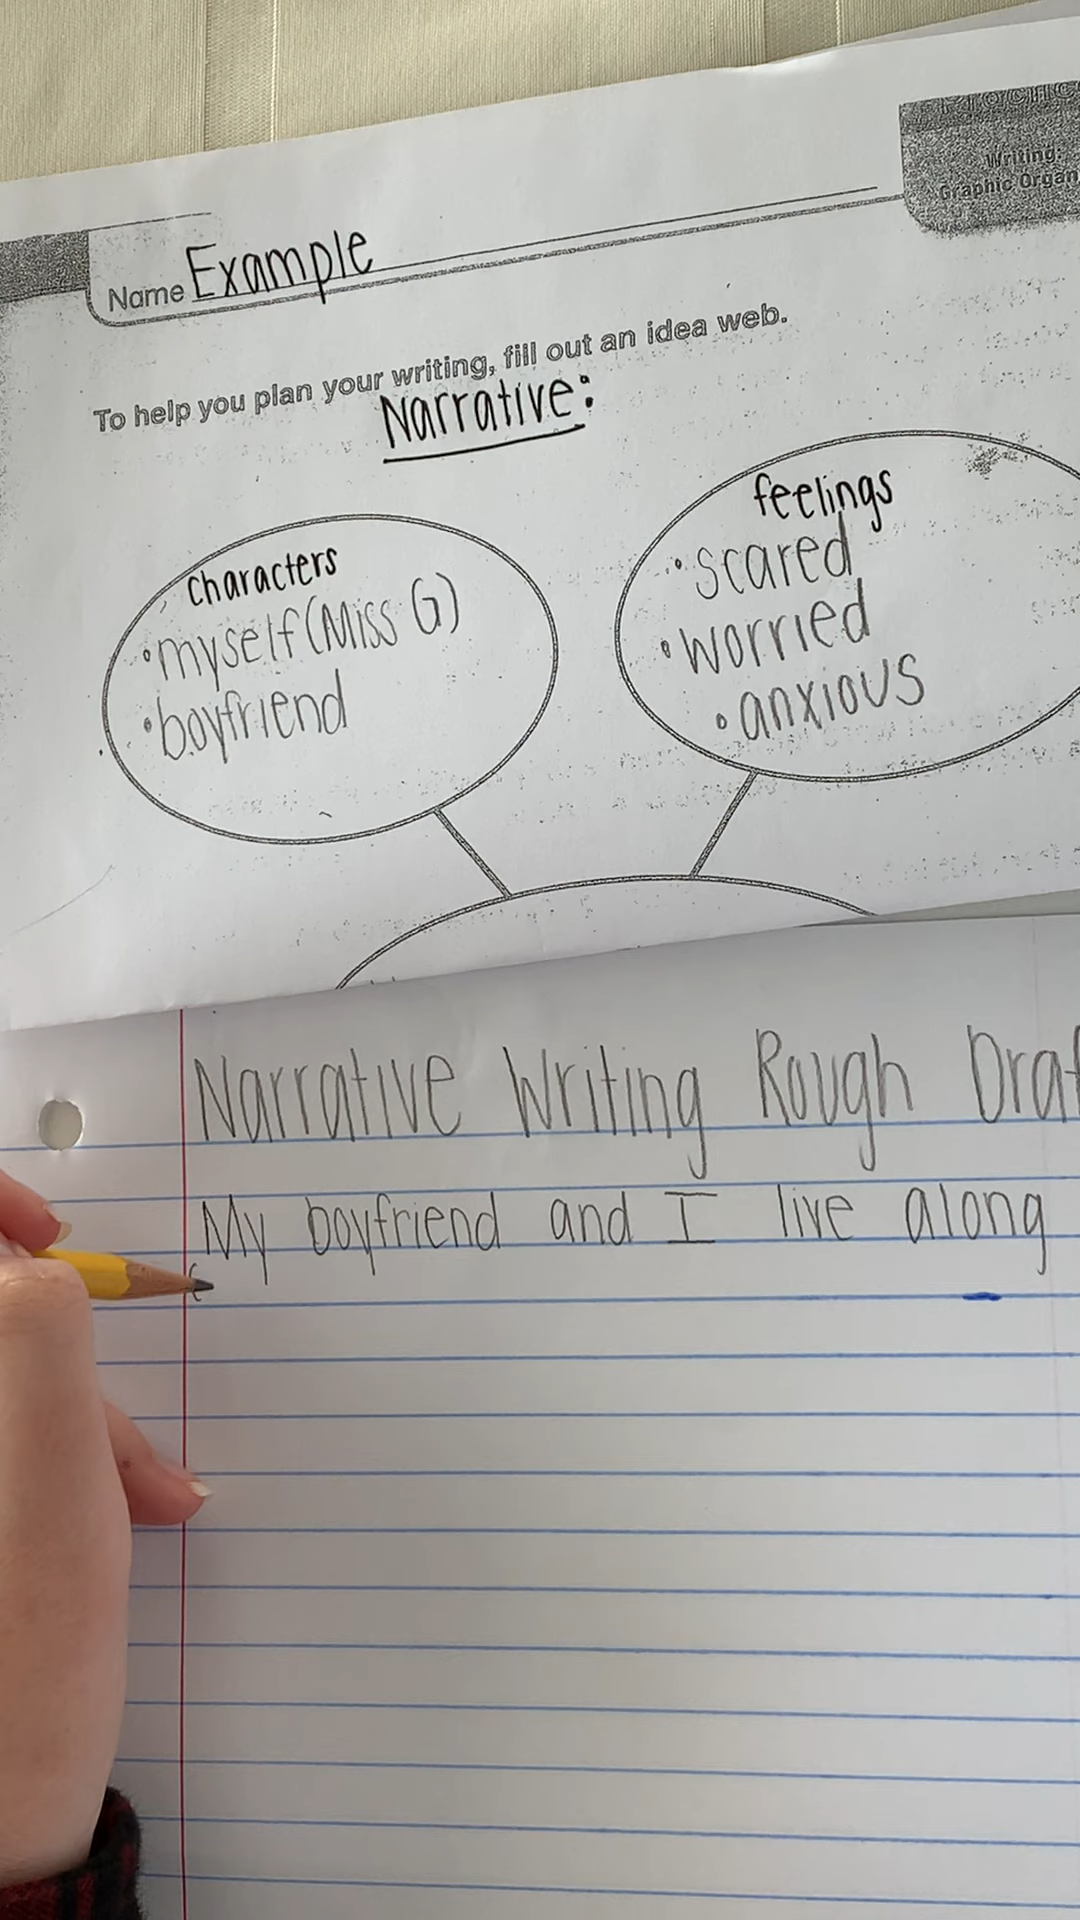 Writing:
Graphic Organ
Name Example
To help you plan your writing, fill out an idea web.
Narrative:
Characters
•myself (Miss G)
•boyfriend
feelings
•scared
•worried
•anxious
Narrative Writing Rough Draf
My boyfriend and I live along